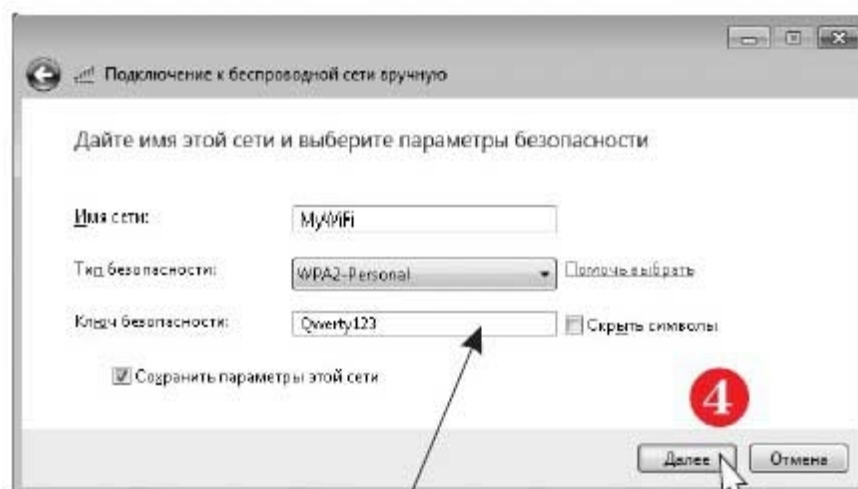 Подключение к беспроводной сети вручную
Дайте имя этой сети и выберите параметры безопасности
Имя сети: MyWiFi
Тип безопасности: WPA2-Personal Помочь выбрать
Ключ безопасности: Qwerty123 Скрыть символы
Сохранить параметры этой сети
4
Далее Отмена